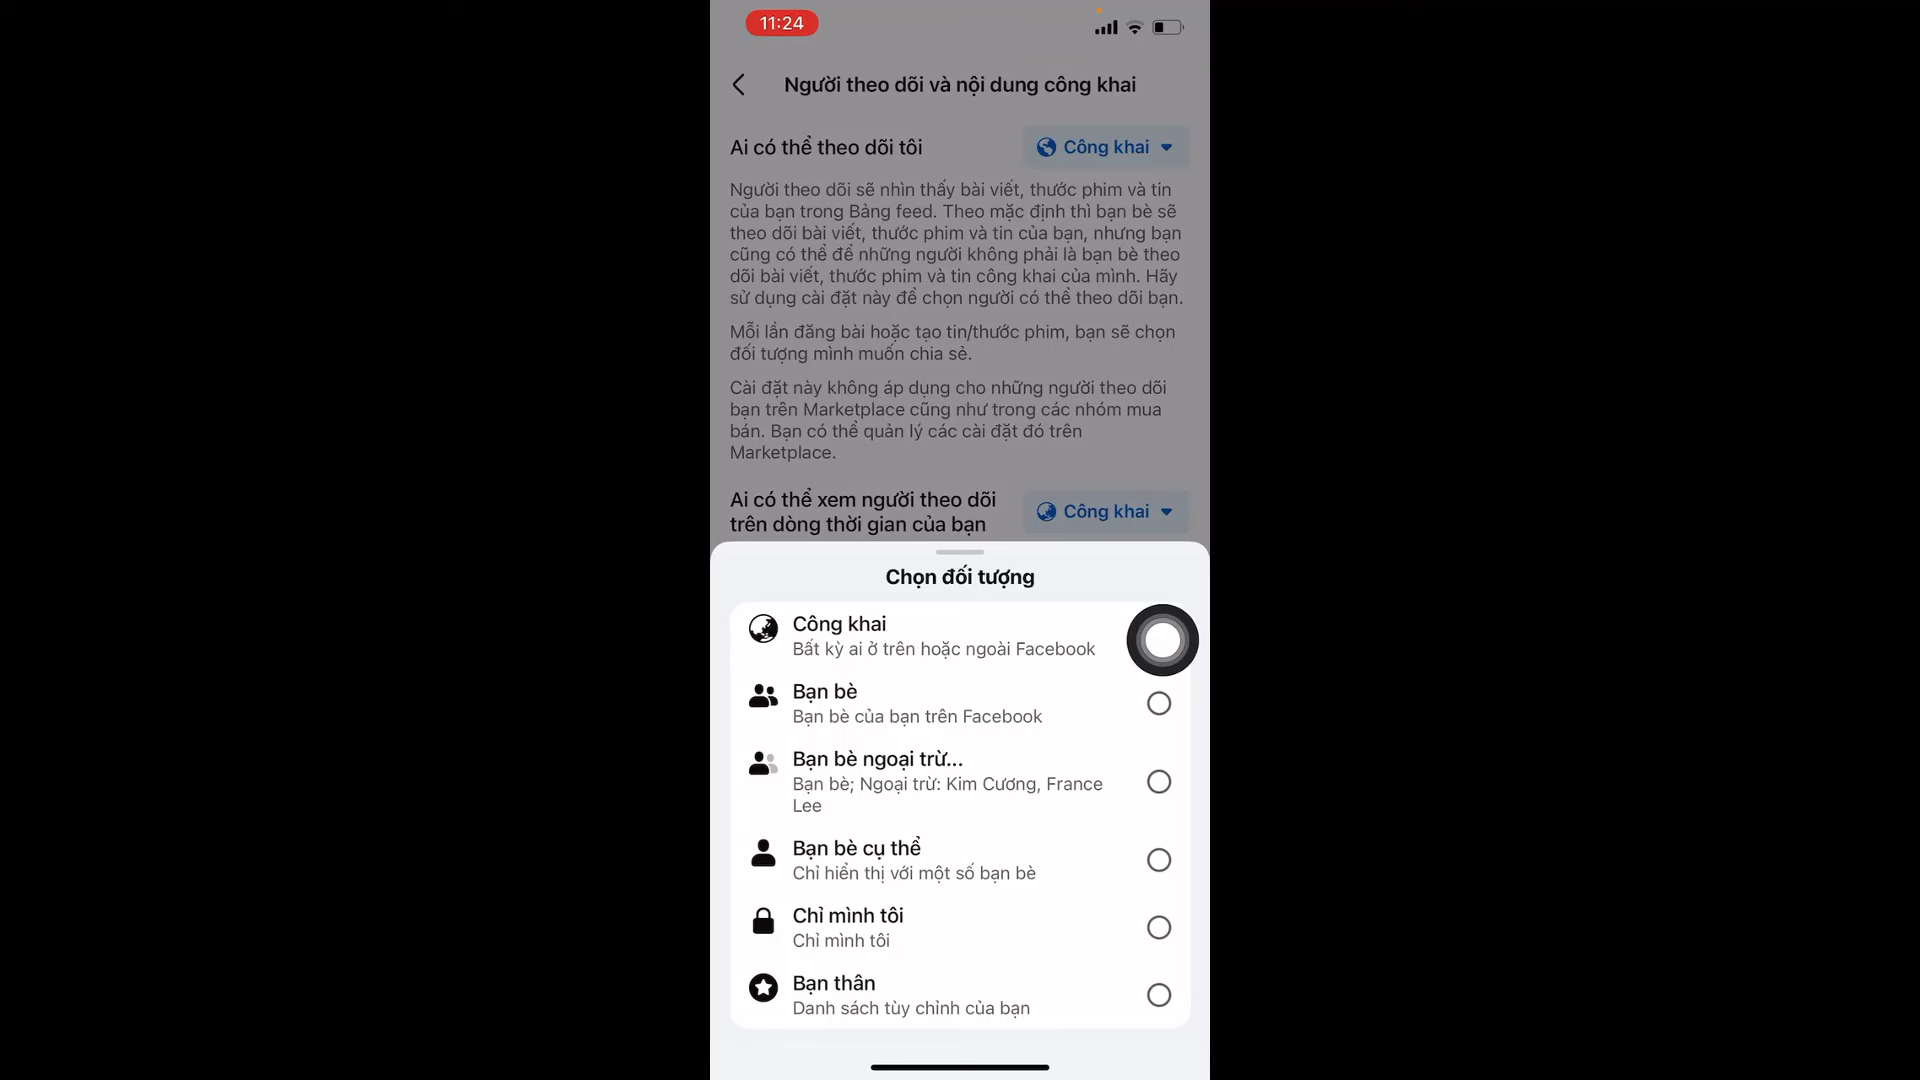 11:24
Người theo dõi và nội dung công khai
Ai có thể theo dõi tôi
Công khai
Người theo dõi sẽ nhìn thấy bài viết, thước phim và tin
của bạn trong Bảng feed. Theo mặc định thì bạn bè sẽ
theo dõi bài viết, thước phim và tin của bạn, nhưng bạn
cũng có thể để những người không phải là bạn bè theo
dõi bài viết, thước phim và tin công khai của mình. Hãy
sử dụng cài đặt này để chọn người có thể theo dõi bạn.
Mỗi lần đăng bài hoặc tạo tin/thước phim, bạn sẽ chọn
đối tượng mình muốn chia sẻ.
Cài đặt này không áp dụng cho những người theo dõi
bạn trên Marketplace cũng như trong các nhóm mua
bán. Bạn có thể quản lý các cài đặt đó trên
Marketplace.
Ai có thể xem người theo dõi
trên dòng thời gian của bạn
Công khai
Chọn đối tượng
Công khai
Bất kỳ ai ở trên hoặc ngoài Facebook
Bạn bè
Bạn bè của bạn trên Facebook
Bạn bè ngoại trừ...
Bạn bè; Ngoại trừ: Kim Cương, France
Lee
Bạn bè cụ thể
Chỉ hiển thị với một số bạn bè
Chỉ mình tôi
Chỉ mình tôi
Bạn thân
Danh sách tùy chỉnh của bạn